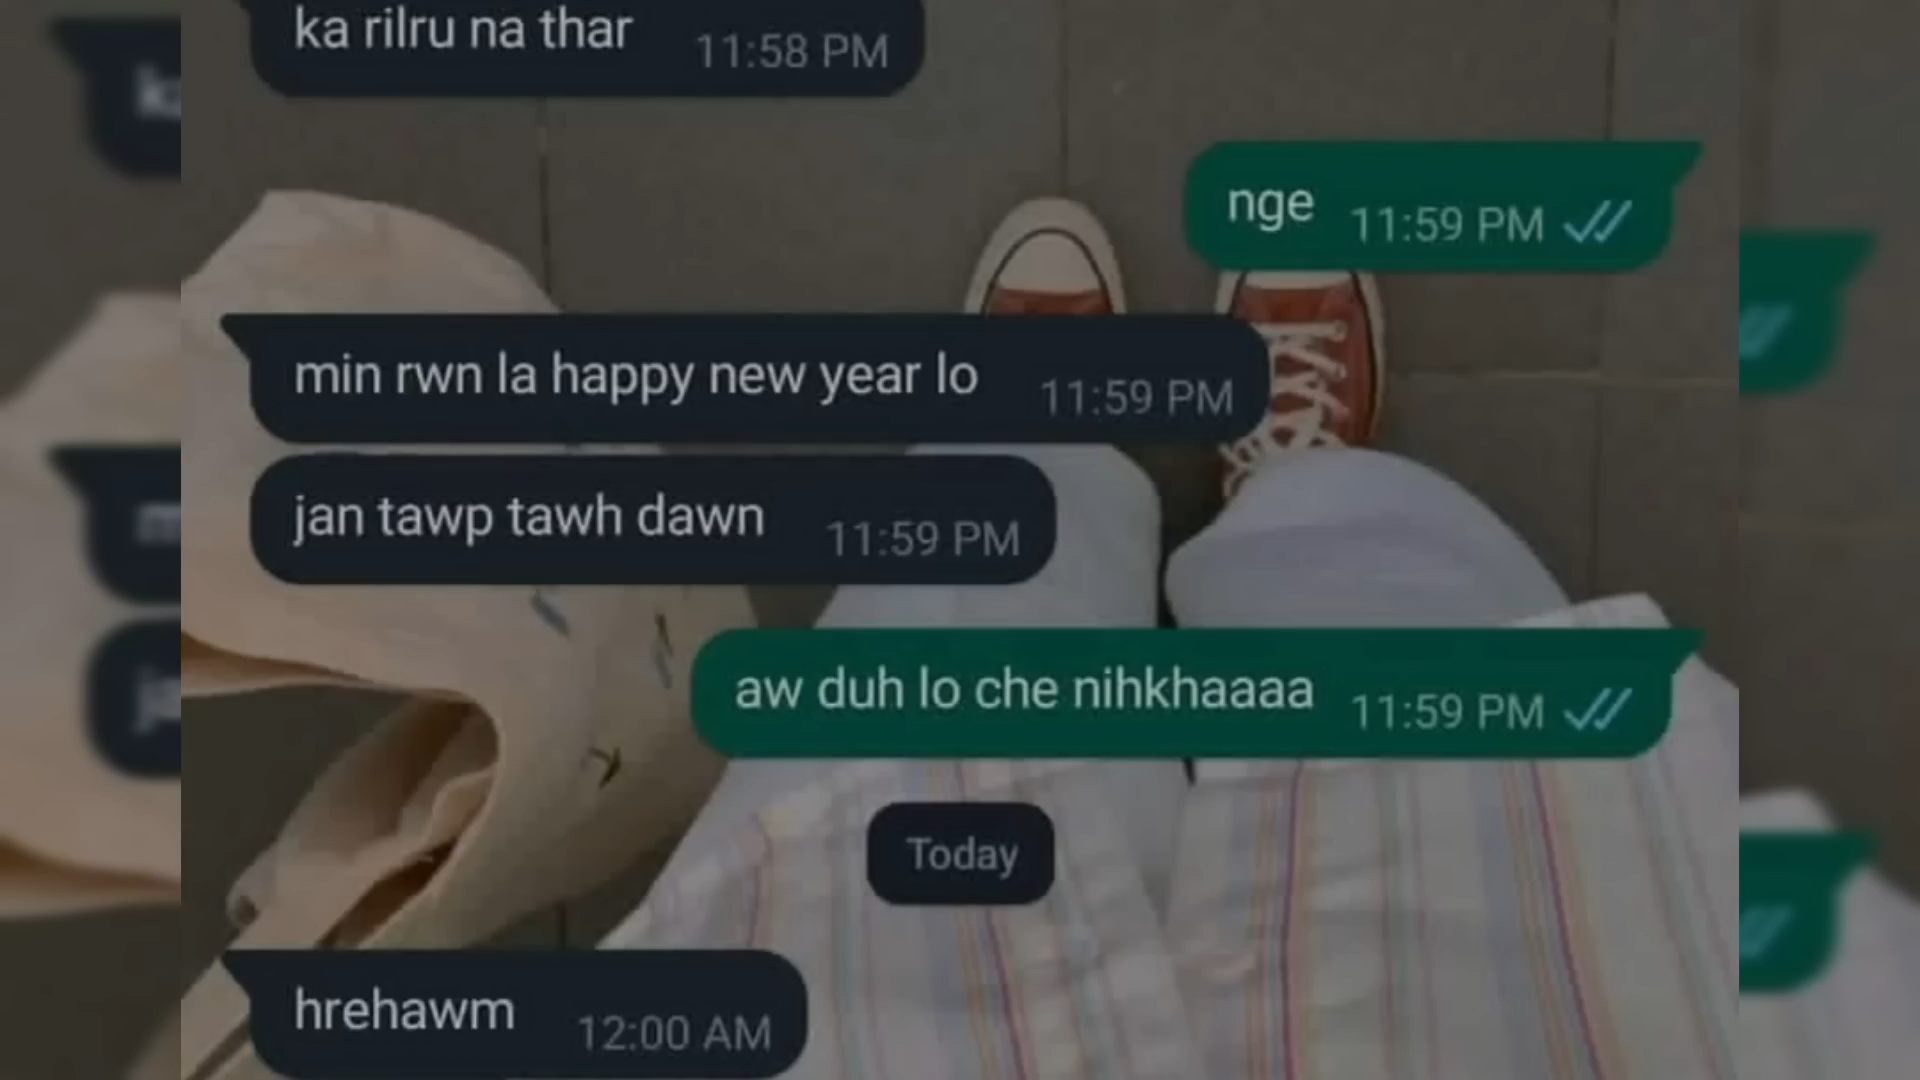 ka rilru na thar 11:58 PM
nge 11:59 PM
min rwn la happy new year lo 11:59 PM
jan tawp tawh dawn 11:59 PM
aw duh lo che nihkhaaaa 11:59 PM
Today
hrehawm 12:00 AM